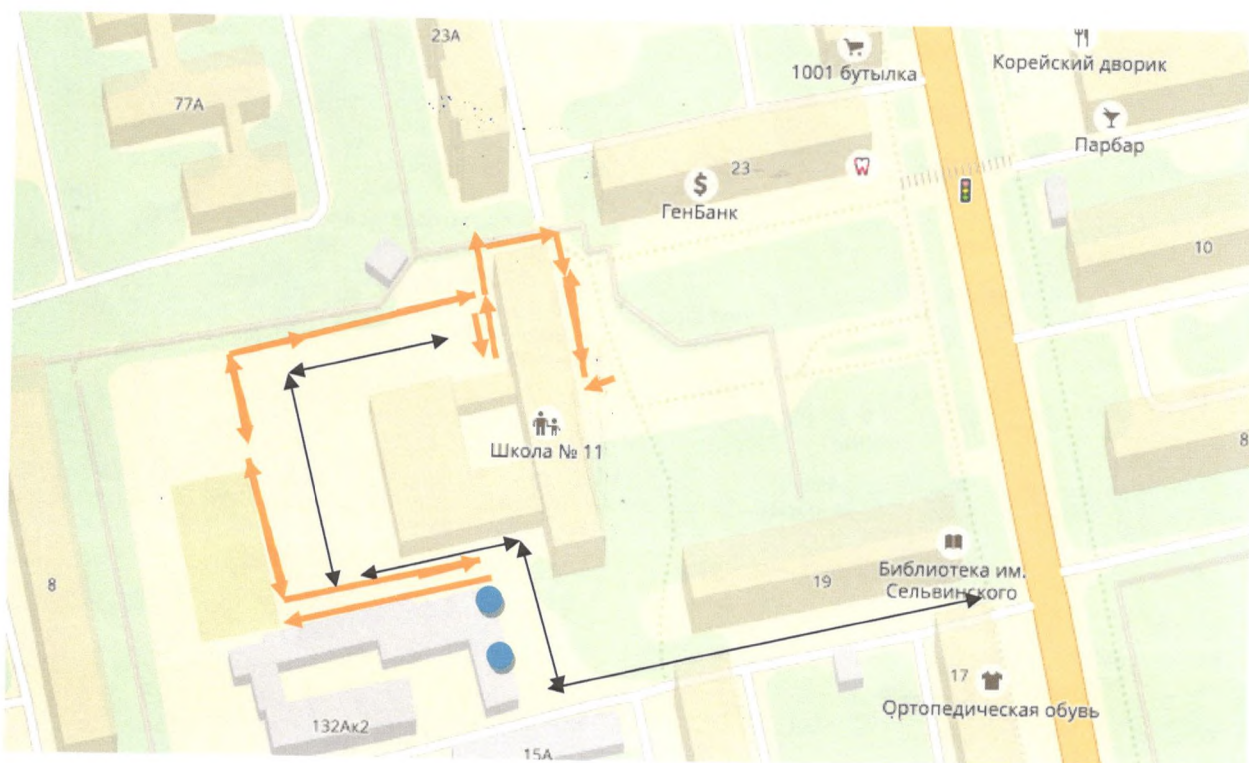 23А
1001 бутылка
Корейский дворик
77А
Парбар
23
ГенБанк
10
Школа № 11
8
8
19
Библиотека им.
Сельвинского
17
Ортопедическая обувь
132Ак2
15А